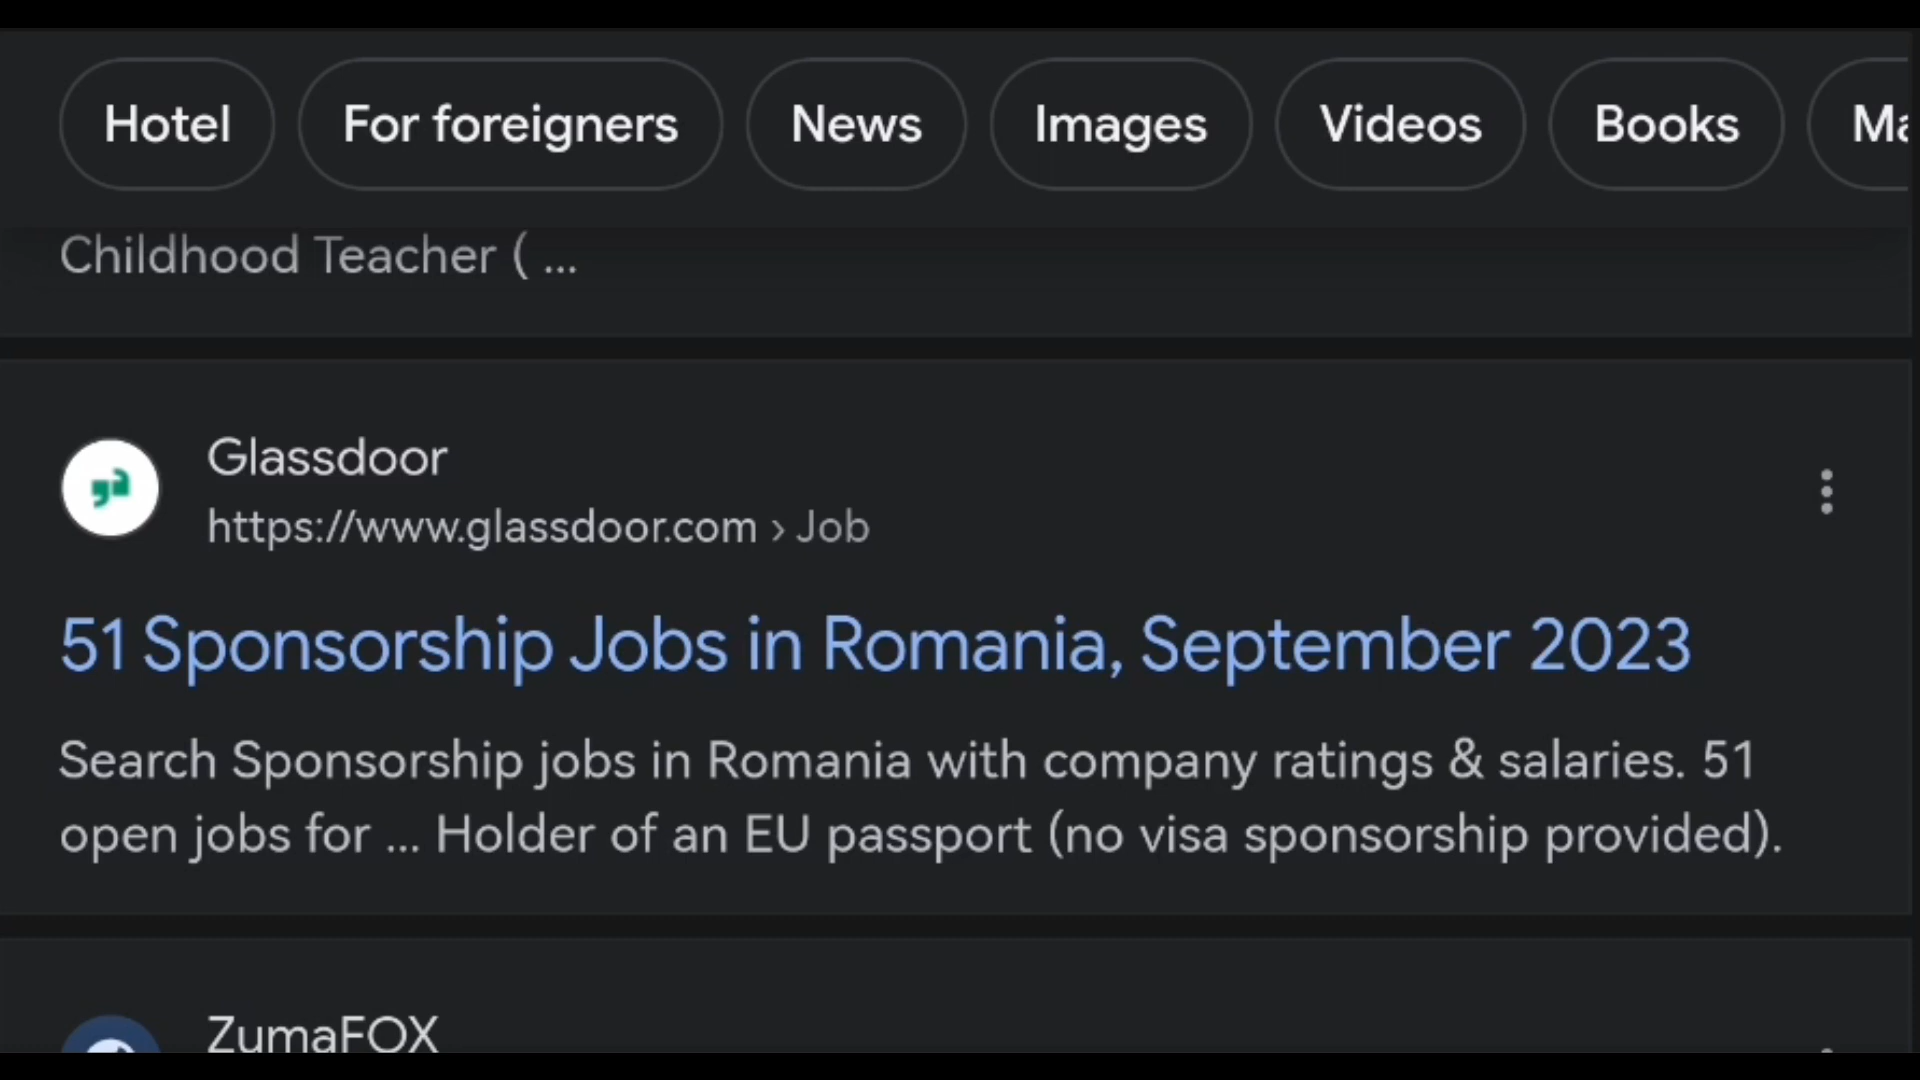 Hotel For foreigners News Images Videos Books
Childhood Teacher ( ...
Glassdoor
https://www.glassdoor.com › Job
51 Sponsorship Jobs in Romania, September 2023
Search Sponsorship jobs in Romania with company ratings & salaries. 51
open jobs for ... Holder of an EU passport (no visa sponsorship provided).
ZumaFOX